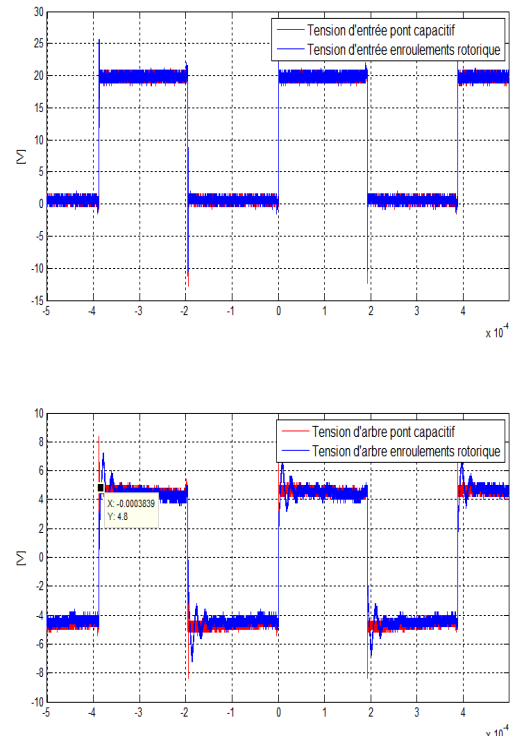 30
25
20
15
10
5
0
-5
-10
-15
[V]
Tension d'entrée pont capacitif
Tension d'entrée enroulements rotorique
-5 -4 -3 -2 -1 0 1 2 3 4
x 10-4
10
8
6
4
2
0
-2
-4
-6
-8
-10
[V]
Tension d'arbre pont capacitif
Tension d'arbre enroulements rotorique
X: -0.0003839
Y: 4.8
-5 -4 -3 -2 -1 0 1 2 3 4
x 10-4